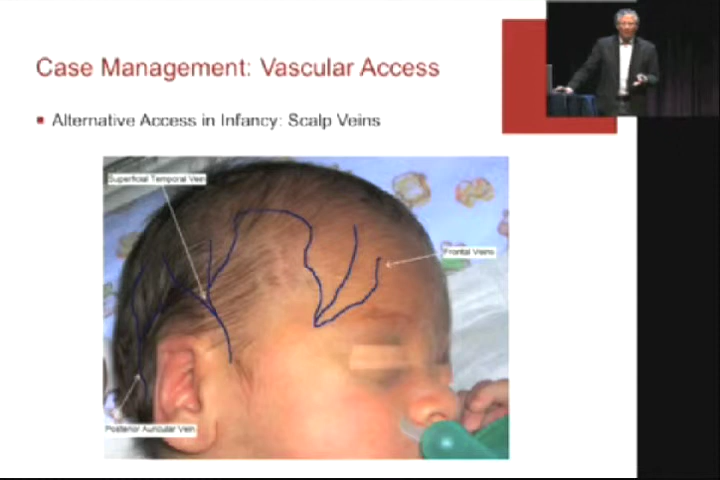 Case Management: Vascular Access
Alternative Access in Infancy: Scalp Veins
Superficial Temporal Vein
Frontal Veins
Posterior Auricular Vein